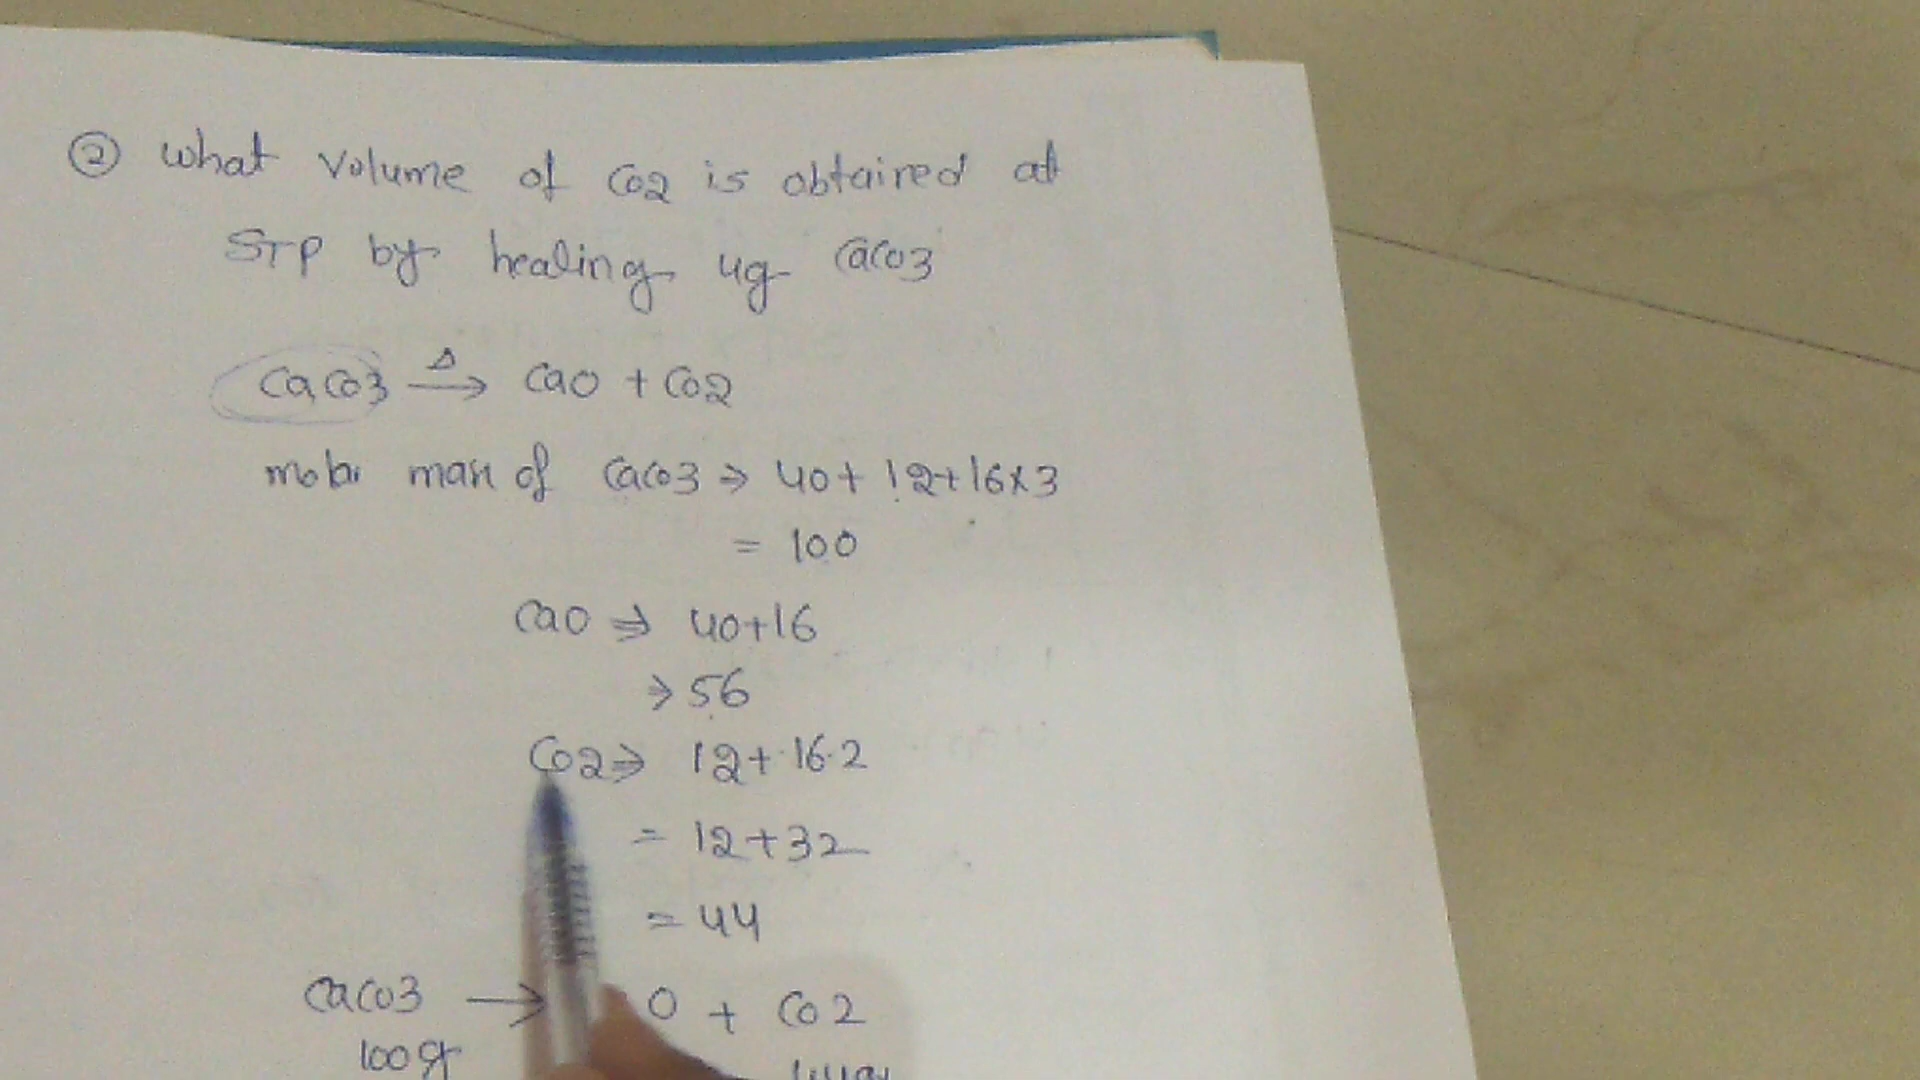 ② What Volume of CO2 is obtained at
STP by heating 4g CaCO3
CaCO3 Δ→ CaO + CO2
molar mass of CaCO3 ⇒ 40+12+16×3
= 100
CaO ⇒ 40+16
⇒ 56
CO2 ⇒ 12+16·2
= 12+32
= 44
CaCO3 → O + CO2
100g